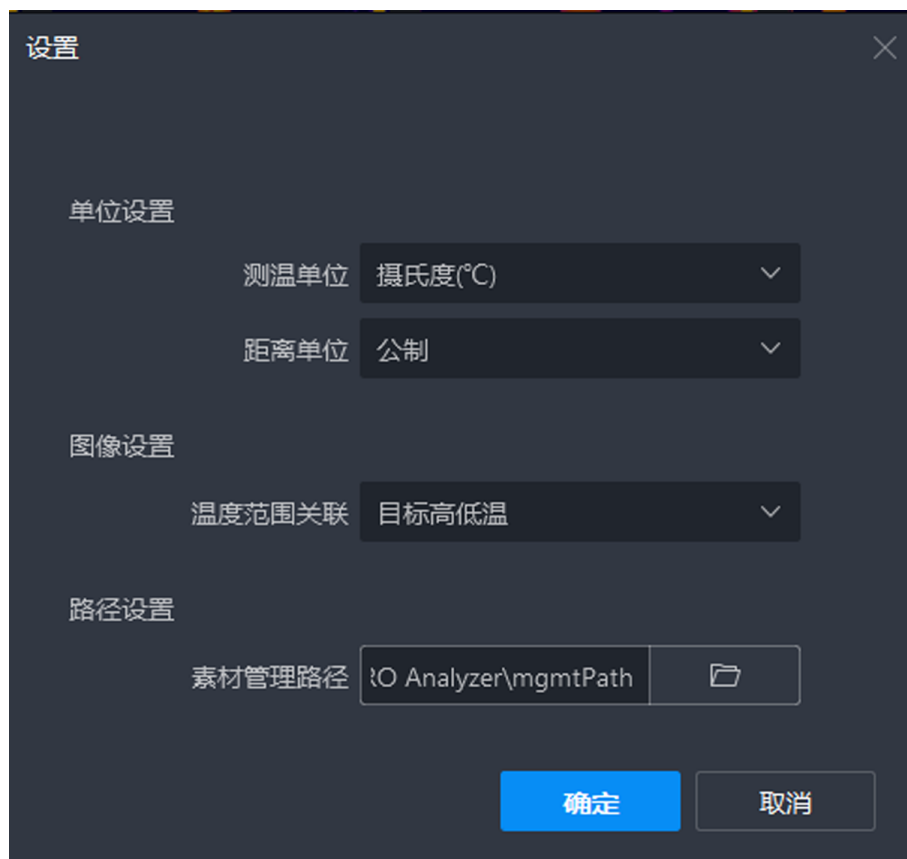 设置
单位设置
测温单位 摄氏度(℃)
距离单位 公制
图像设置
温度范围关联 目标高低温
路径设置
素材管理路径 RO Analyzer\mgmtPath
确定 取消